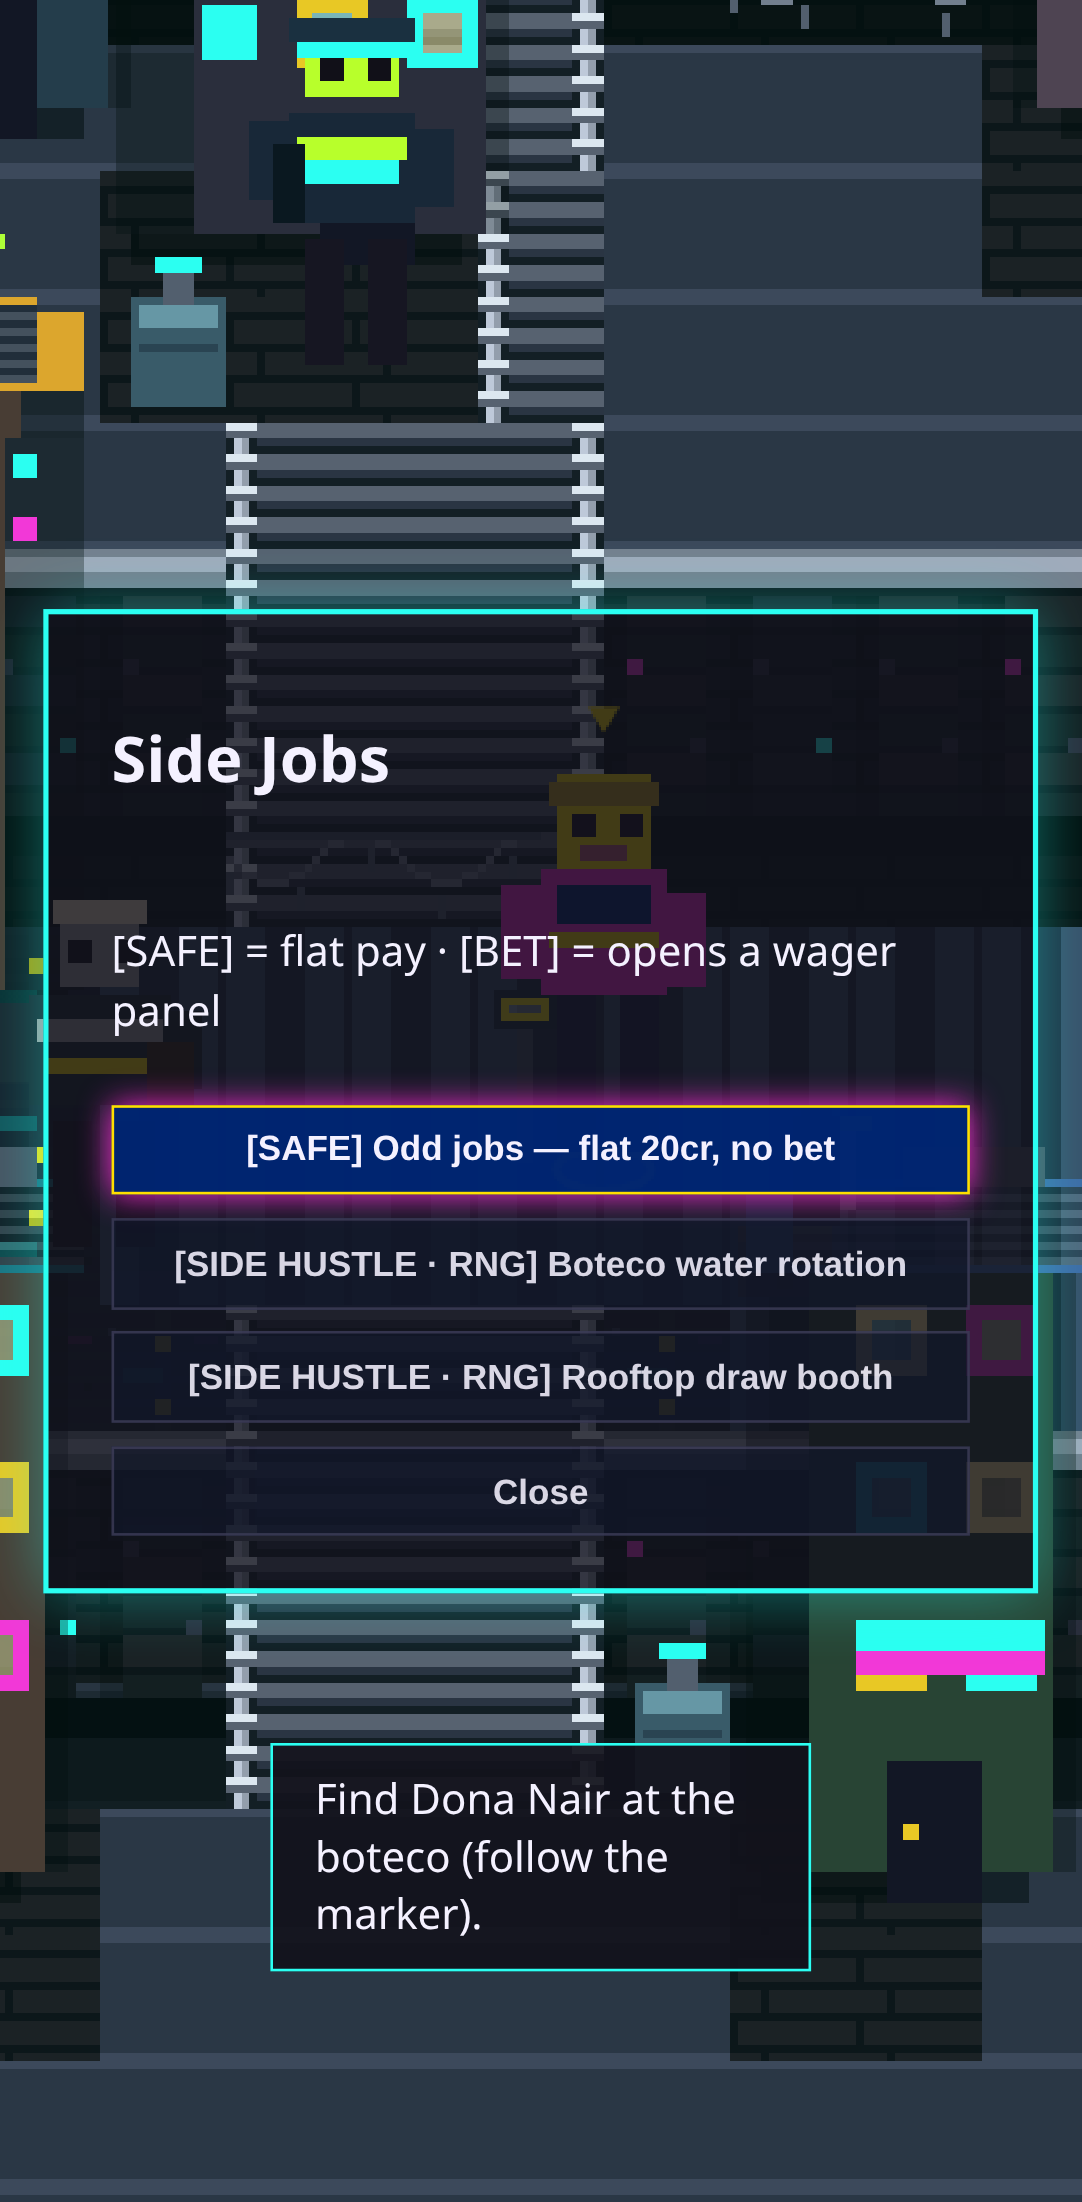 Side Jobs
[SAFE] = flat pay · [BET] = opens a wager
panel
[SAFE] Odd jobs — flat 20cr, no bet
[SIDE HUSTLE · RNG] Boteco water rotation
[SIDE HUSTLE · RNG] Rooftop draw booth
Close
Find Dona Nair at the
boteco (follow the
marker).